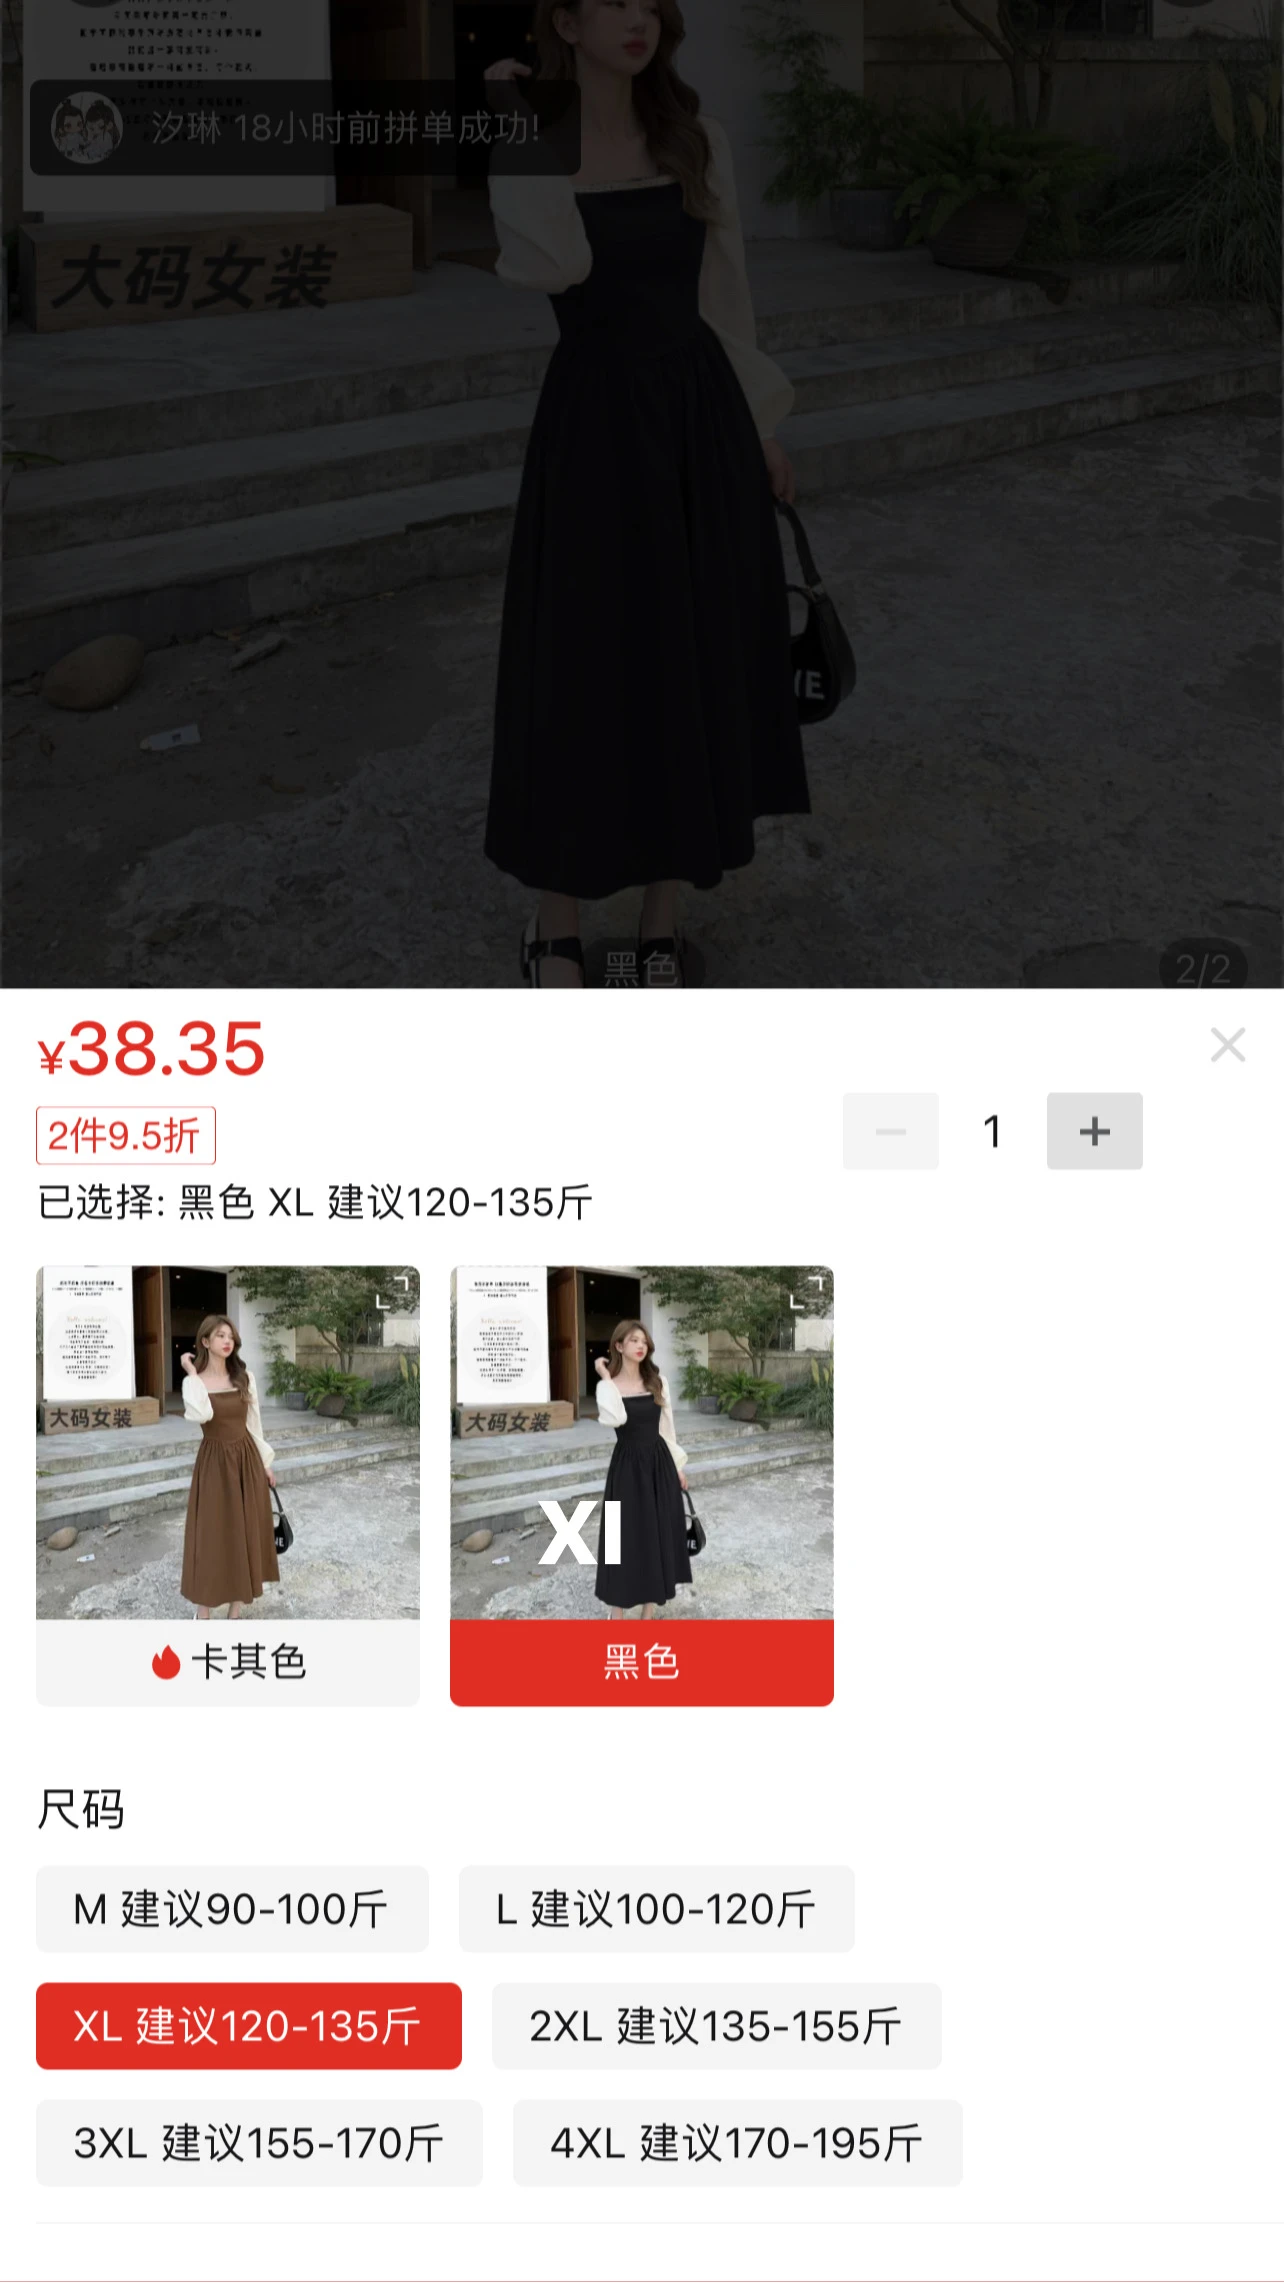 汐琳 18小时前拼单成功!
大码女装
黑色
2/2
¥38.35
2件9.5折
1
已选择: 黑色 XL 建议120-135斤
大码女装
大码女装
XI
卡其色
黑色
尺码
M 建议90-100斤
L 建议100-120斤
XL 建议120-135斤
2XL 建议135-155斤
3XL 建议155-170斤
4XL 建议170-195斤